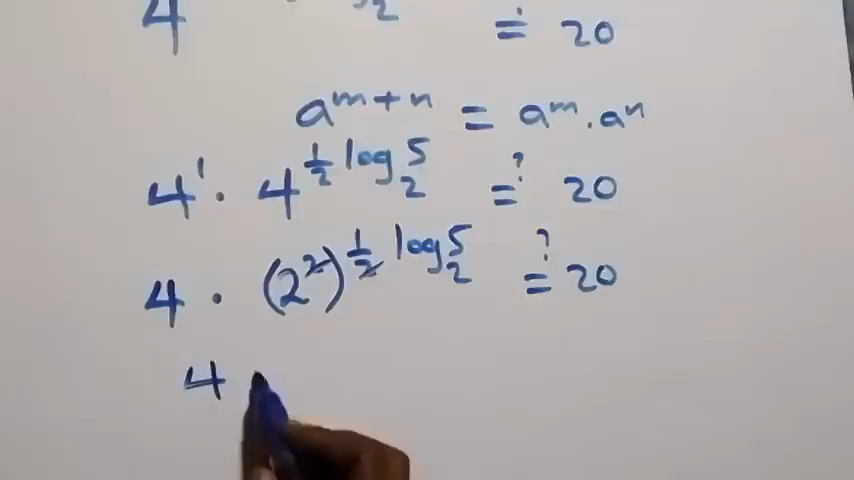 4 2 ≟ 20
a^{m+n} = a^m . a^n
4^1 · 4^{½ log_2 5} ≟ 20
4 · (2^2)^{½ log_2 5} ≟ 20
4